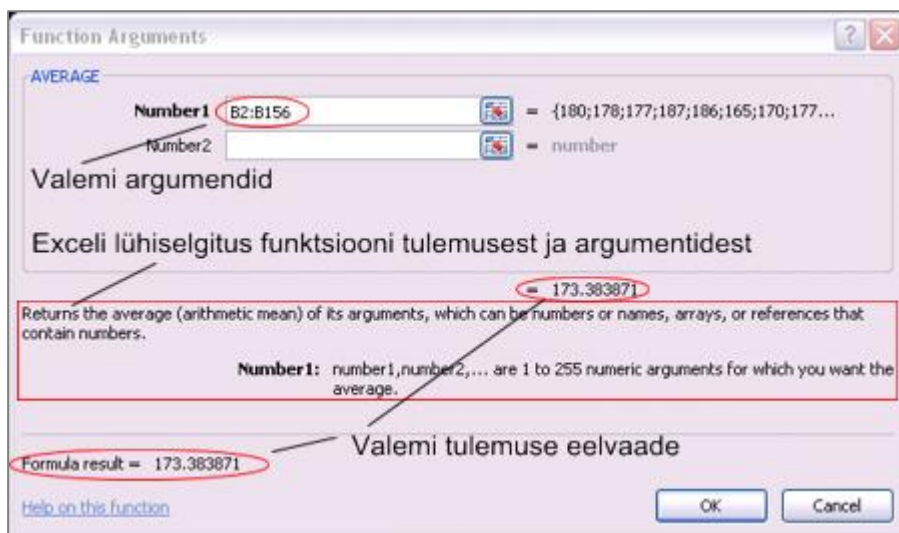 Function Arguments
AVERAGE
Number1 B2:B156 = {180;178;177;187;186;165;170;177...
Number2 = number
Valemi argumendid
Exceli lühiselgitus funktsiooni tulemusest ja argumentidest
= 173.383871
Returns the average (arithmetic mean) of its arguments, which can be numbers or names, arrays, or references that
contain numbers.
Number1: number1,number2,... are 1 to 255 numeric arguments for which you want the
average.
Valemi tulemuse eelvaade
Formula result = 173.383871
Help on this function
OK Cancel